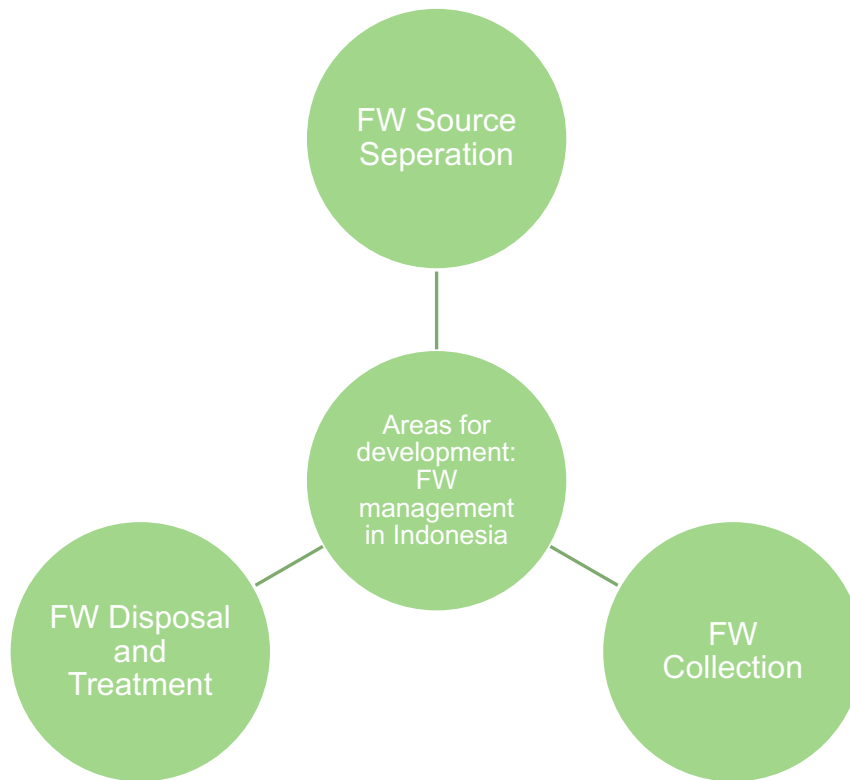 FW Source
Seperation
Areas for
development:
FW
management
in Indonesia
FW Disposal
and
Treatment
FW
Collection